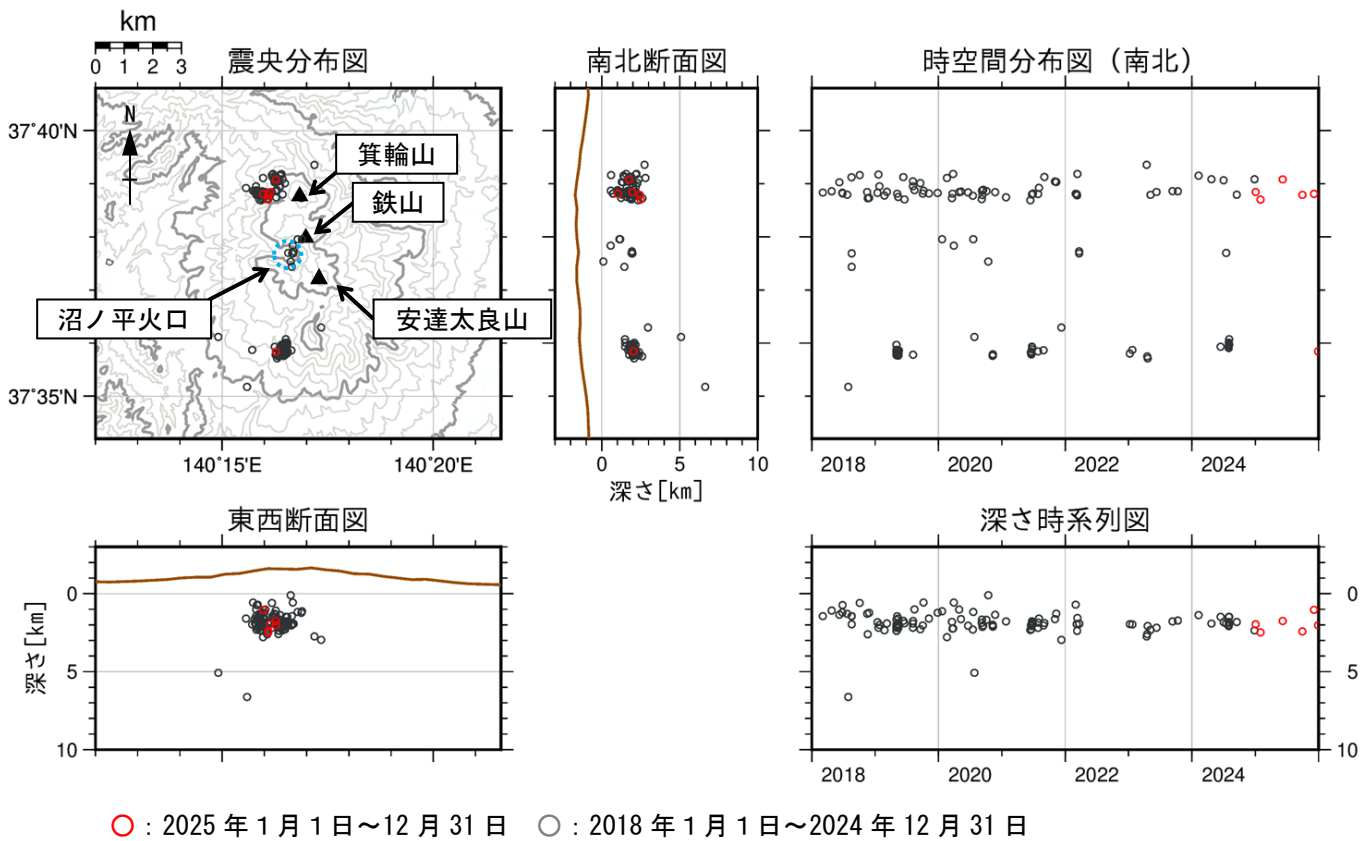 km
0 1 2 3
震央分布図
南北断面図
時空間分布図（南北）
N
37°40'N
37°35'N
箕輪山
鉄山
沼ノ平火口
安達太良山
140°15'E
140°20'E
0 5 10
深さ[km]
2018 2020 2022 2024
東西断面図
深さ時系列図
深さ[km]
0
5
10
0
5
10
2018 2020 2022 2024
○：2025年１月１日～12月31日 ○：2018年１月１日～2024年12月31日